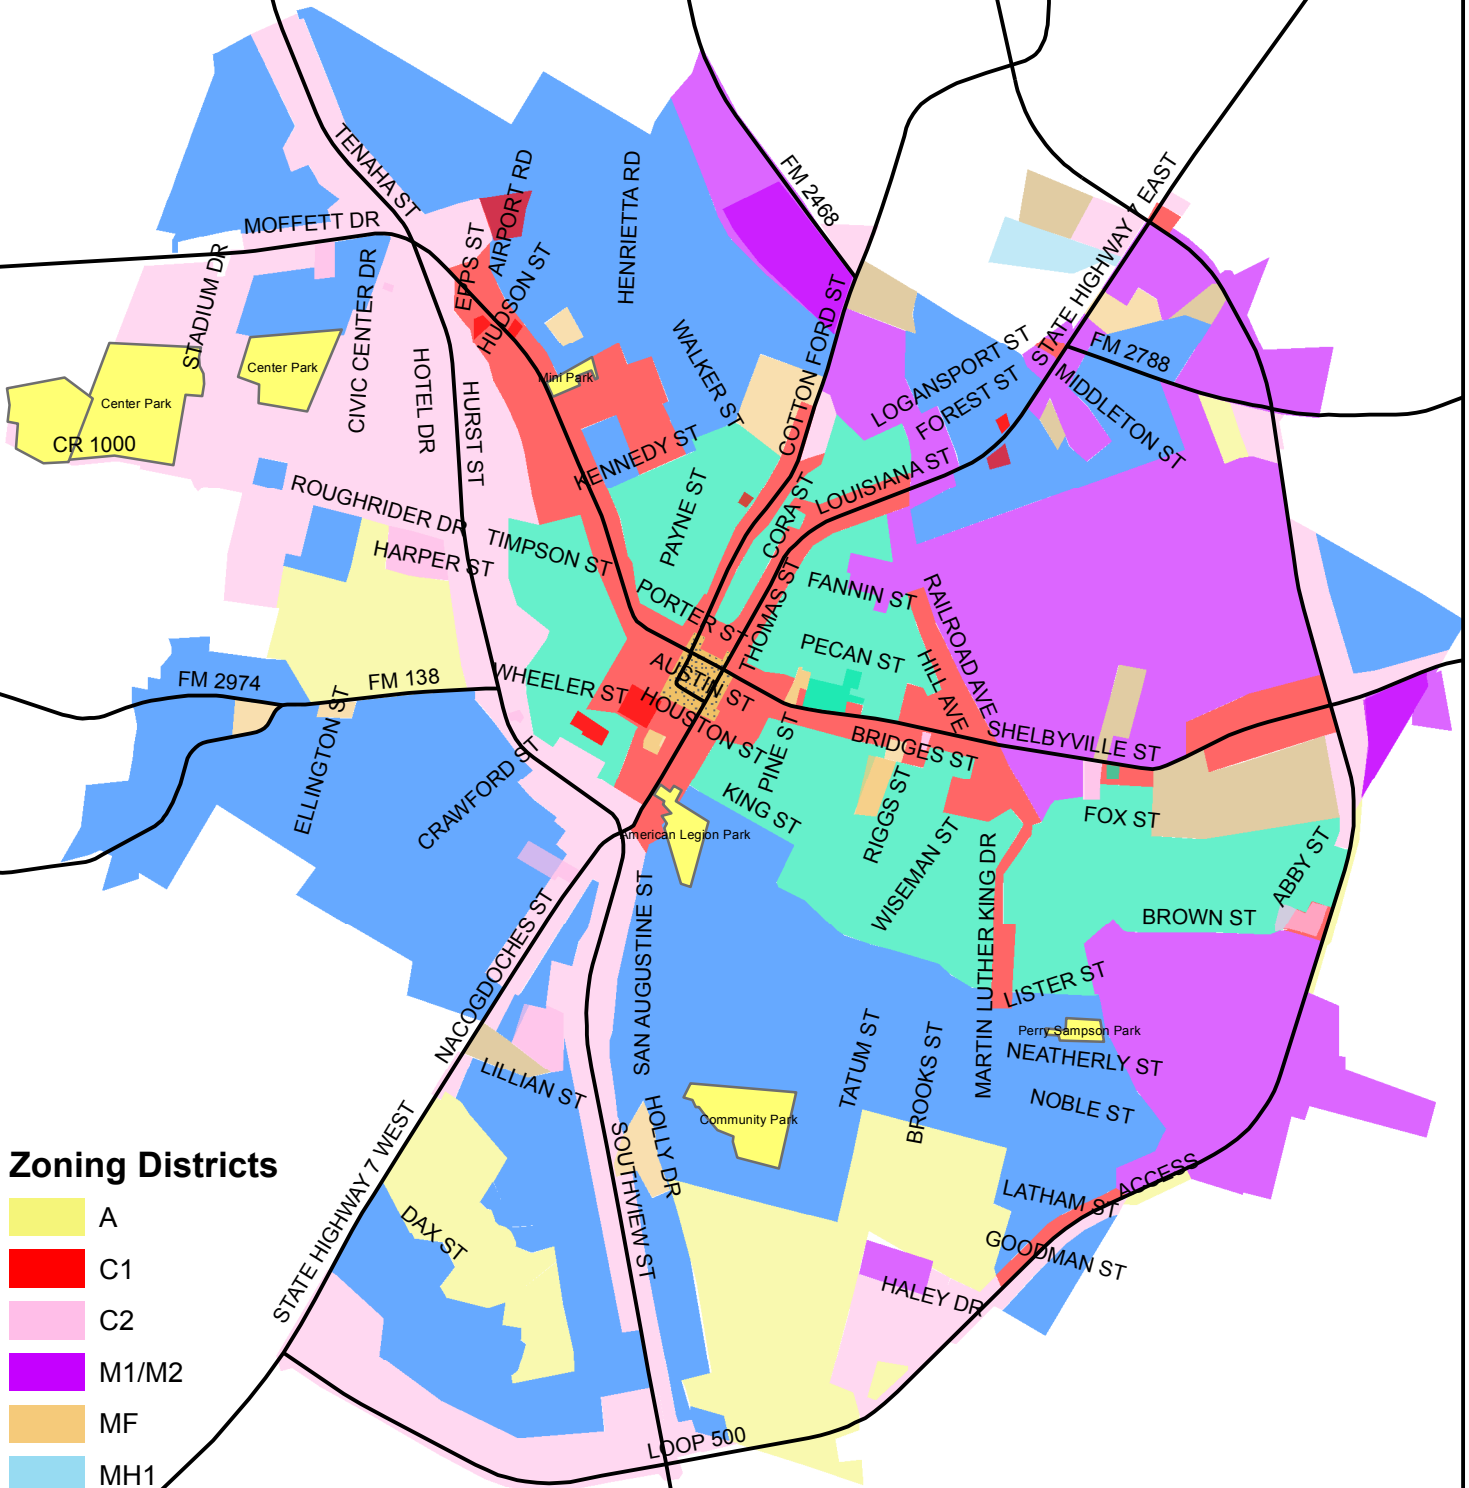 TENAHA ST
AIRPORT RD
HENRIETTA RD
FM 2468
STATE HIGHWAY 7 EAST
MOFFETT DR
EPPS ST
STADIUM DR
CIVIC CENTER DR
HUDSON ST
COTTON FORD ST
WALKER ST
LOGANSPORT ST
FM 2788
HOTEL DR
HURST ST
Center Park
Mini Park
Center Park
FOREST ST
MIDDLETON ST
CR 1000
KENNEDY ST
LOUISIANA ST
ROUGHRIDER DR
PAYNE ST
CORA ST
HARPER ST
TIMPSON ST
PORTER ST
THOMAS ST
FANNIN ST
RAILROAD AVE
PECAN ST
HILL AVE
FM 2974
FM 138
WHEELER ST
AUSTIN ST
HOUSTON ST
PINE ST
BRIDGES ST
SHELBYVILLE ST
ELLINGTON ST
CRAWFORD ST
KING ST
RIGGS ST
FOX ST
American Legion Park
WISEMAN ST
MARTIN LUTHER KING DR
ABBY ST
BROWN ST
NACOGDOCHES ST
SAN AUGUSTINE ST
LISTER ST
Perry Sampson Park
NEATHERLY ST
LILLIAN ST
TATUM ST
BROOKS ST
NOBLE ST
HOLLY DR
Community Park
SOUTHVIEW ST
STATE HIGHWAY 7 WEST
LATHAM ST
ACCESS
DAX ST
GOODMAN ST
HALEY DR
LOOP 500
Zoning Districts
A
C1
C2
M1/M2
MF
MH1